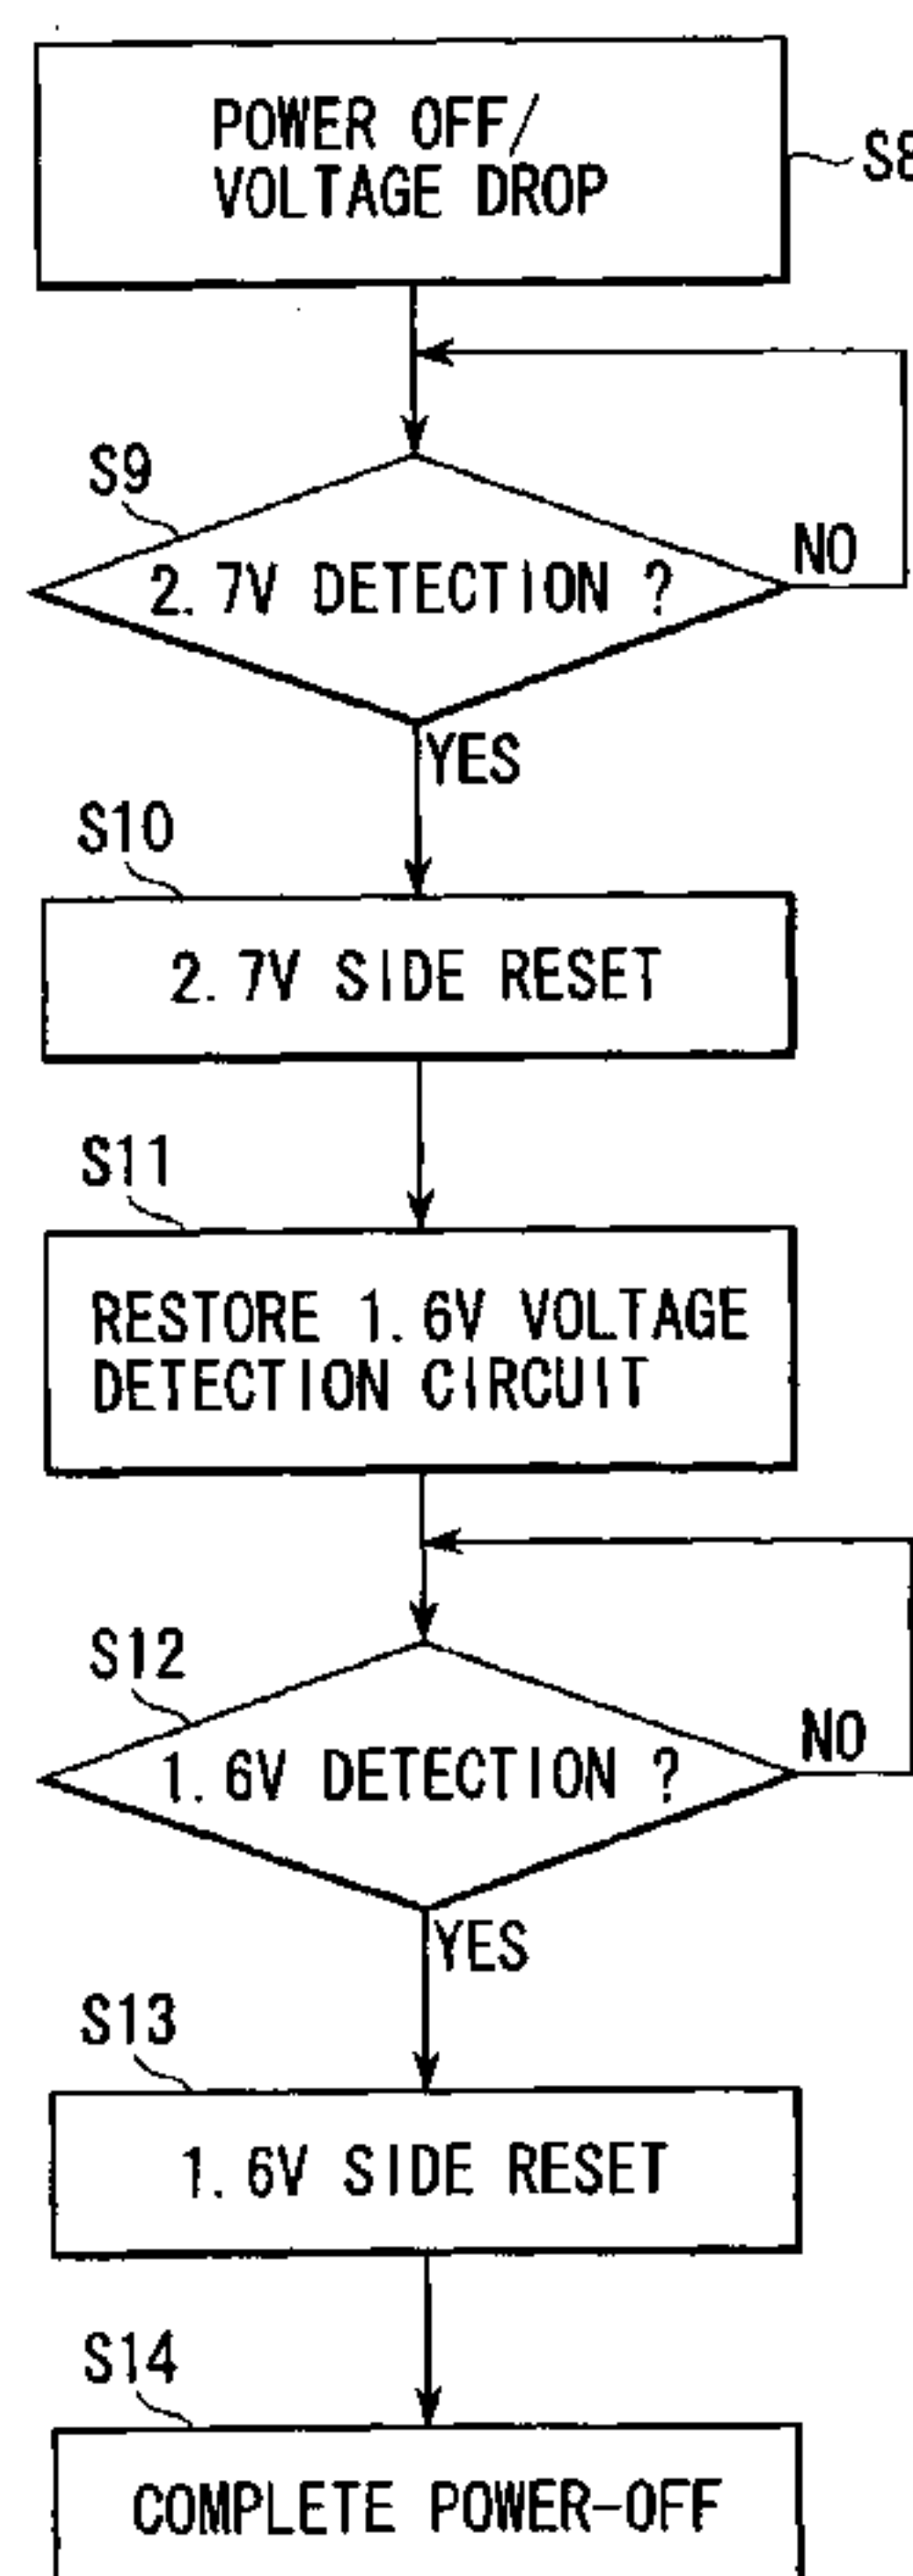 POWER OFF/
VOLTAGE DROP
S8
S9
2.7V DETECTION ?
NO
YES
S10
2.7V SIDE RESET
S11
RESTORE 1.6V VOLTAGE
DETECTION CIRCUIT
S12
1.6V DETECTION ?
NO
YES
S13
1.6V SIDE RESET
S14
COMPLETE POWER-OFF